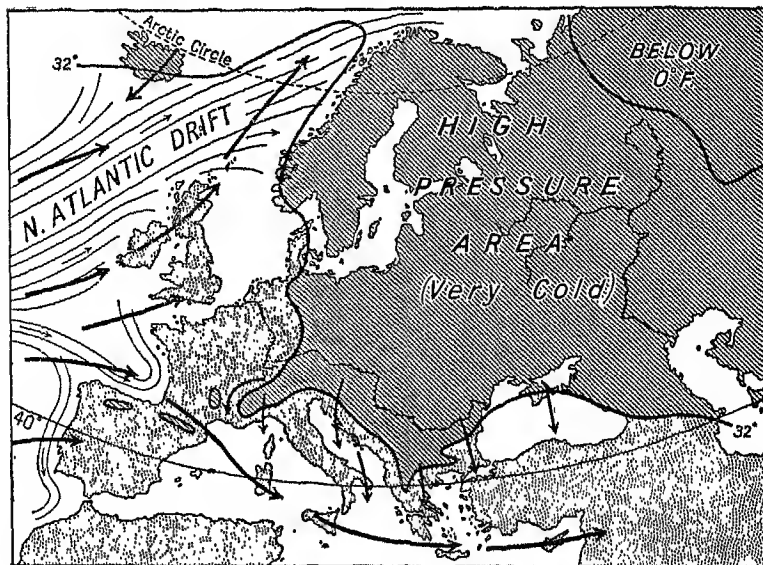 Arctic Circle
32°
BELOW
0°F.
N. ATLANTIC DRIFT
HIGH
PRESSURE
AREA
(Very Cold)
40°
32°